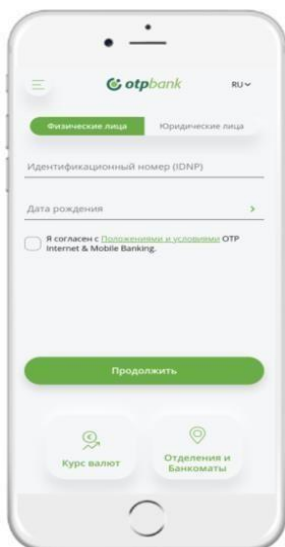 otpbank
RU
Физические лица
Юридические лица
Идентификационный номер (IDNP)
Дата рождения
Я согласен с Положениями и условиями OTP
Internet & Mobile Banking.
Продолжить
Курс валют
Отделения и
Банкоматы